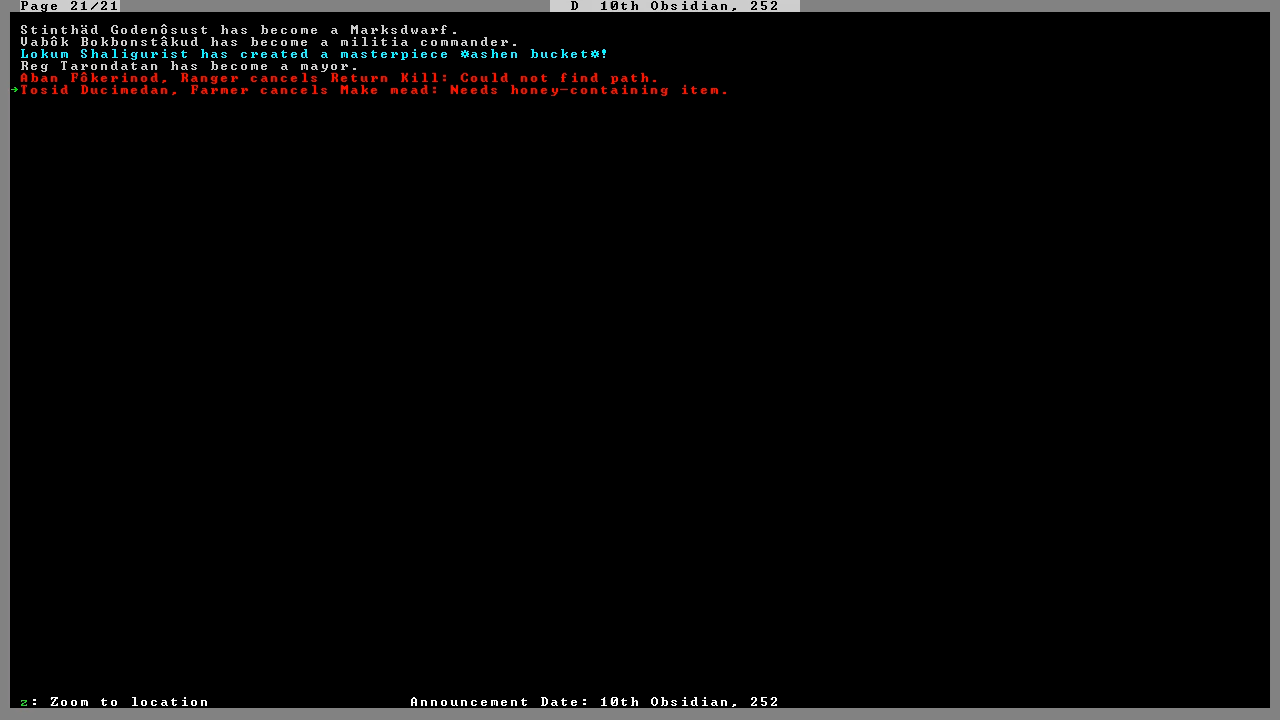 Page 21/21 D 10th Obsidian, 252
Stinthäd Godenôsust has become a Marksdwarf.
Vabôk Bokbonstâkud has become a militia commander.
Lokum Shaligurist has created a masterpiece ☼ashen bucket☼!
Reg Tarondatan has become a mayor.
Aban Fôkerinod, Ranger cancels Return Kill: Could not find path.
→Tosid Ducimedan, Farmer cancels Make mead: Needs honey-containing item.
z: Zoom to location Announcement Date: 10th Obsidian, 252